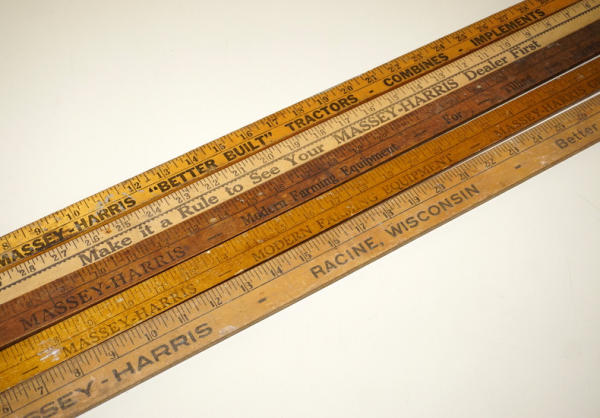 MASSEY-HARRIS "BETTER BUILT" TRACTORS - COMBINES - IMPLEMENTS
Make it a Rule to See Your MASSEY-HARRIS Dealer First
MASSEY-HARRIS Modern Farming Equipment For
MASSEY-HARRIS MODERN FARMING EQUIPMENT MASSEY-HARRIS
SSEY-HARRIS - RACINE, WISCONSIN - Better